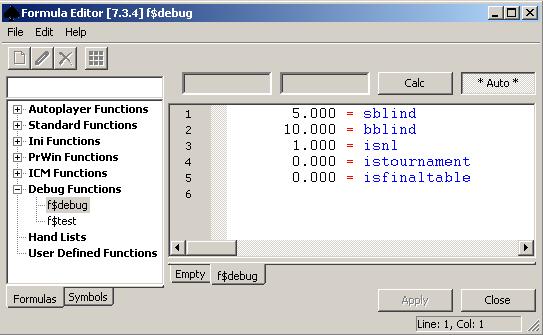 Formula Editor [7.3.4] f$debug
File Edit Help
Calc
* Auto *
Autoplayer Functions
Standard Functions
Ini Functions
PrWin Functions
ICM Functions
Debug Functions
f$debug
f$test
Hand Lists
User Defined Functions
1 5.000 = sblind
2 10.000 = bblind
3 1.000 = isnl
4 0.000 = istournament
5 0.000 = isfinaltable
6
Empty f$debug
Formulas Symbols
Apply Close
Line: 1, Col: 1